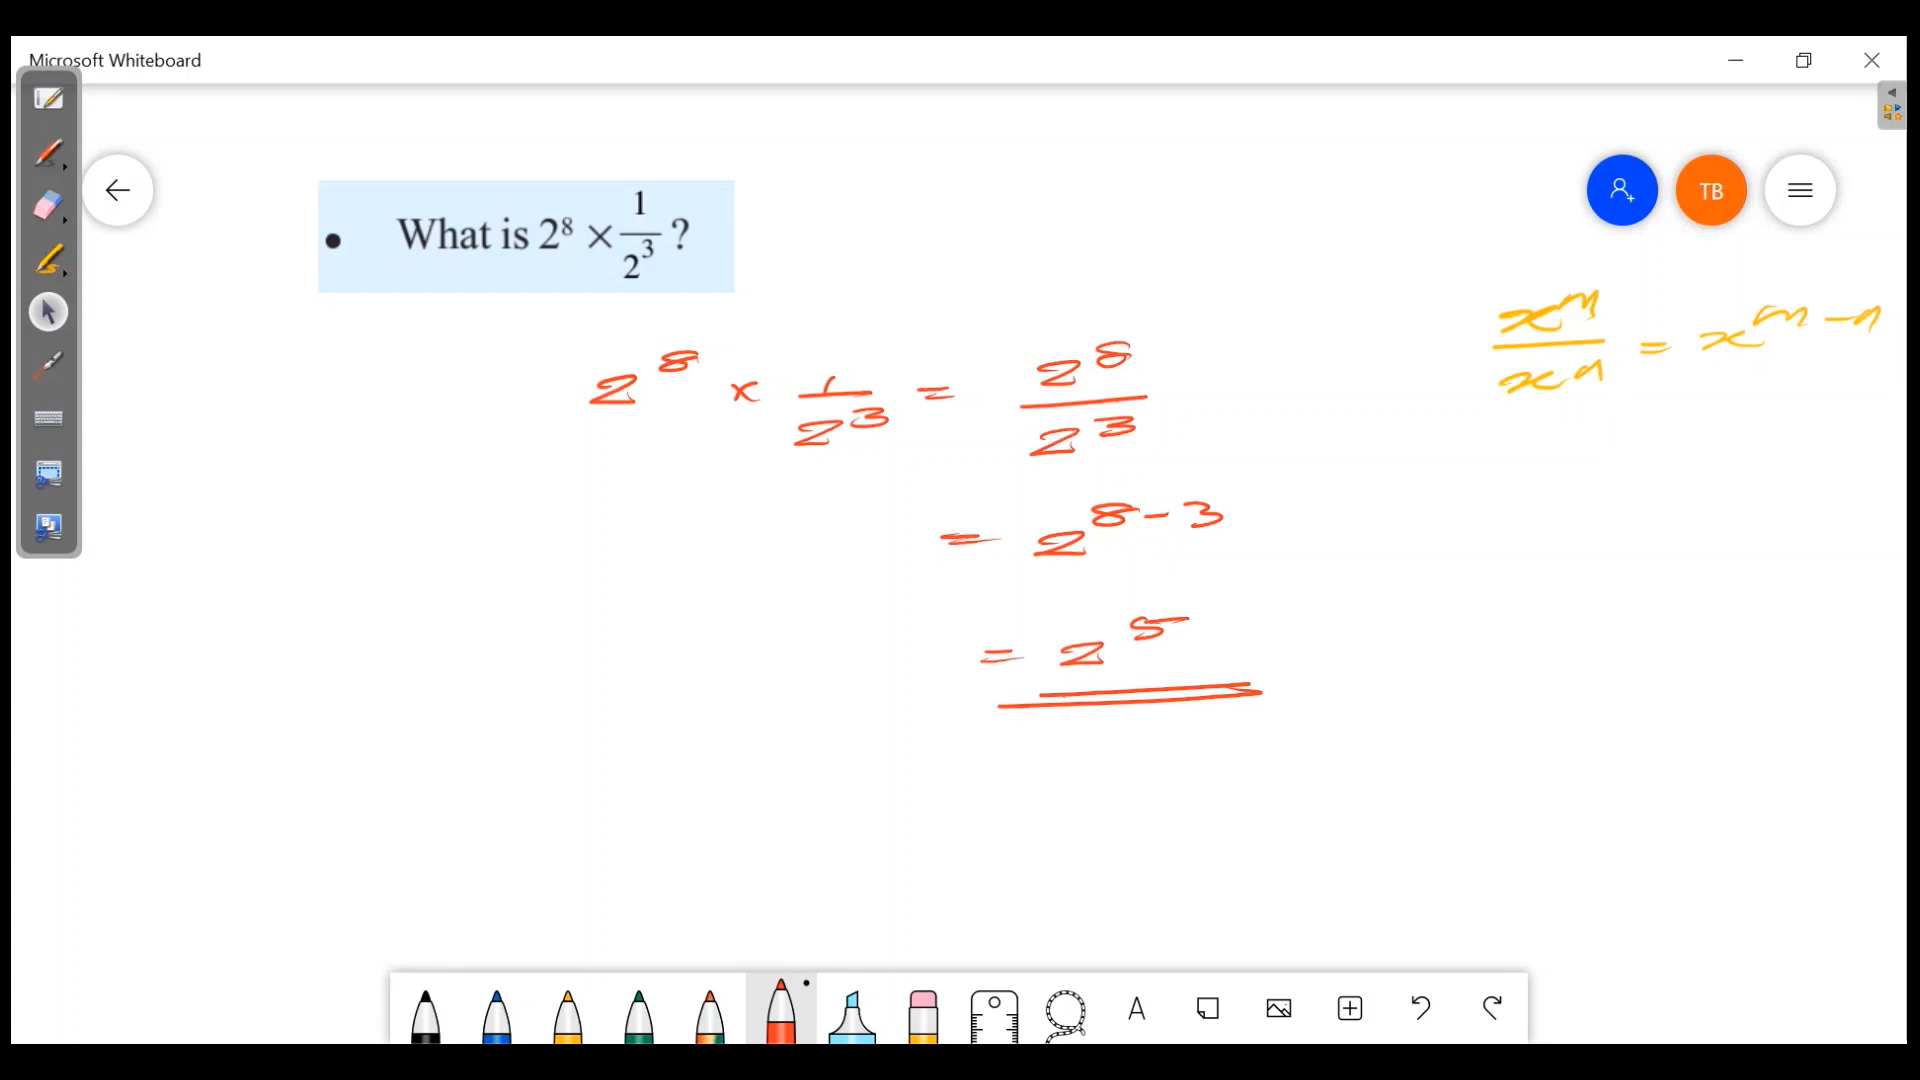 Microsoft Whiteboard
TB
• What is 2⁸ × 1/2³ ?
xᵐ/xⁿ = xᵐ⁻ⁿ
2⁸ × 1/2³ = 2⁸/2³
= 2⁸⁻³
= 2⁵
A